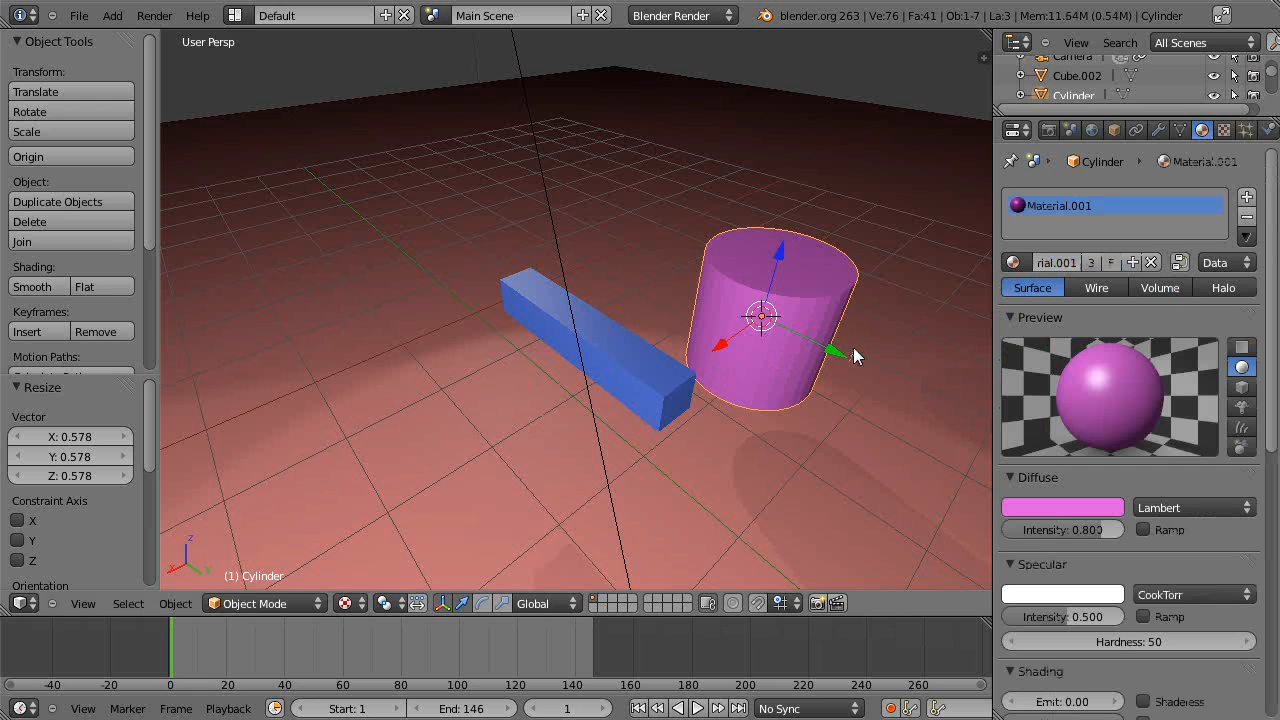 File Add Render Help Default Main Scene Blender Render blender.org 263 | Ve:76 | Fa:41 | Ob:1-7 | La:3 | Mem:11.64M (0.54M) | Cylinder
Object Tools
Transform:
Translate
Rotate
Scale
Origin
Object:
Duplicate Objects
Delete
Join
Shading:
Smooth Flat
Keyframes:
Insert Remove
Motion Paths:
Resize
Vector
X: 0.578
Y: 0.578
Z: 0.578
Constraint Axis
X
Y
Z
Orientation
User Persp
z
x
y
(1) Cylinder
View Select Object Object Mode Global
-40 -20 0 20 40 60 80 100 120 140 160 180 200 220 240 260
View Marker Frame Playback Start: 1 End: 146 1 No Sync
View Search All Scenes
Camera
Cube.002
Cylinder
Cylinder Material.001
Material.001
rial.001 3 F Data
Surface Wire Volume Halo
Preview
Diffuse
Lambert
Intensity: 0.800 Ramp
Specular
CookTorr
Intensity: 0.500 Ramp
Hardness: 50
Shading
Emit: 0.00 Shadeless